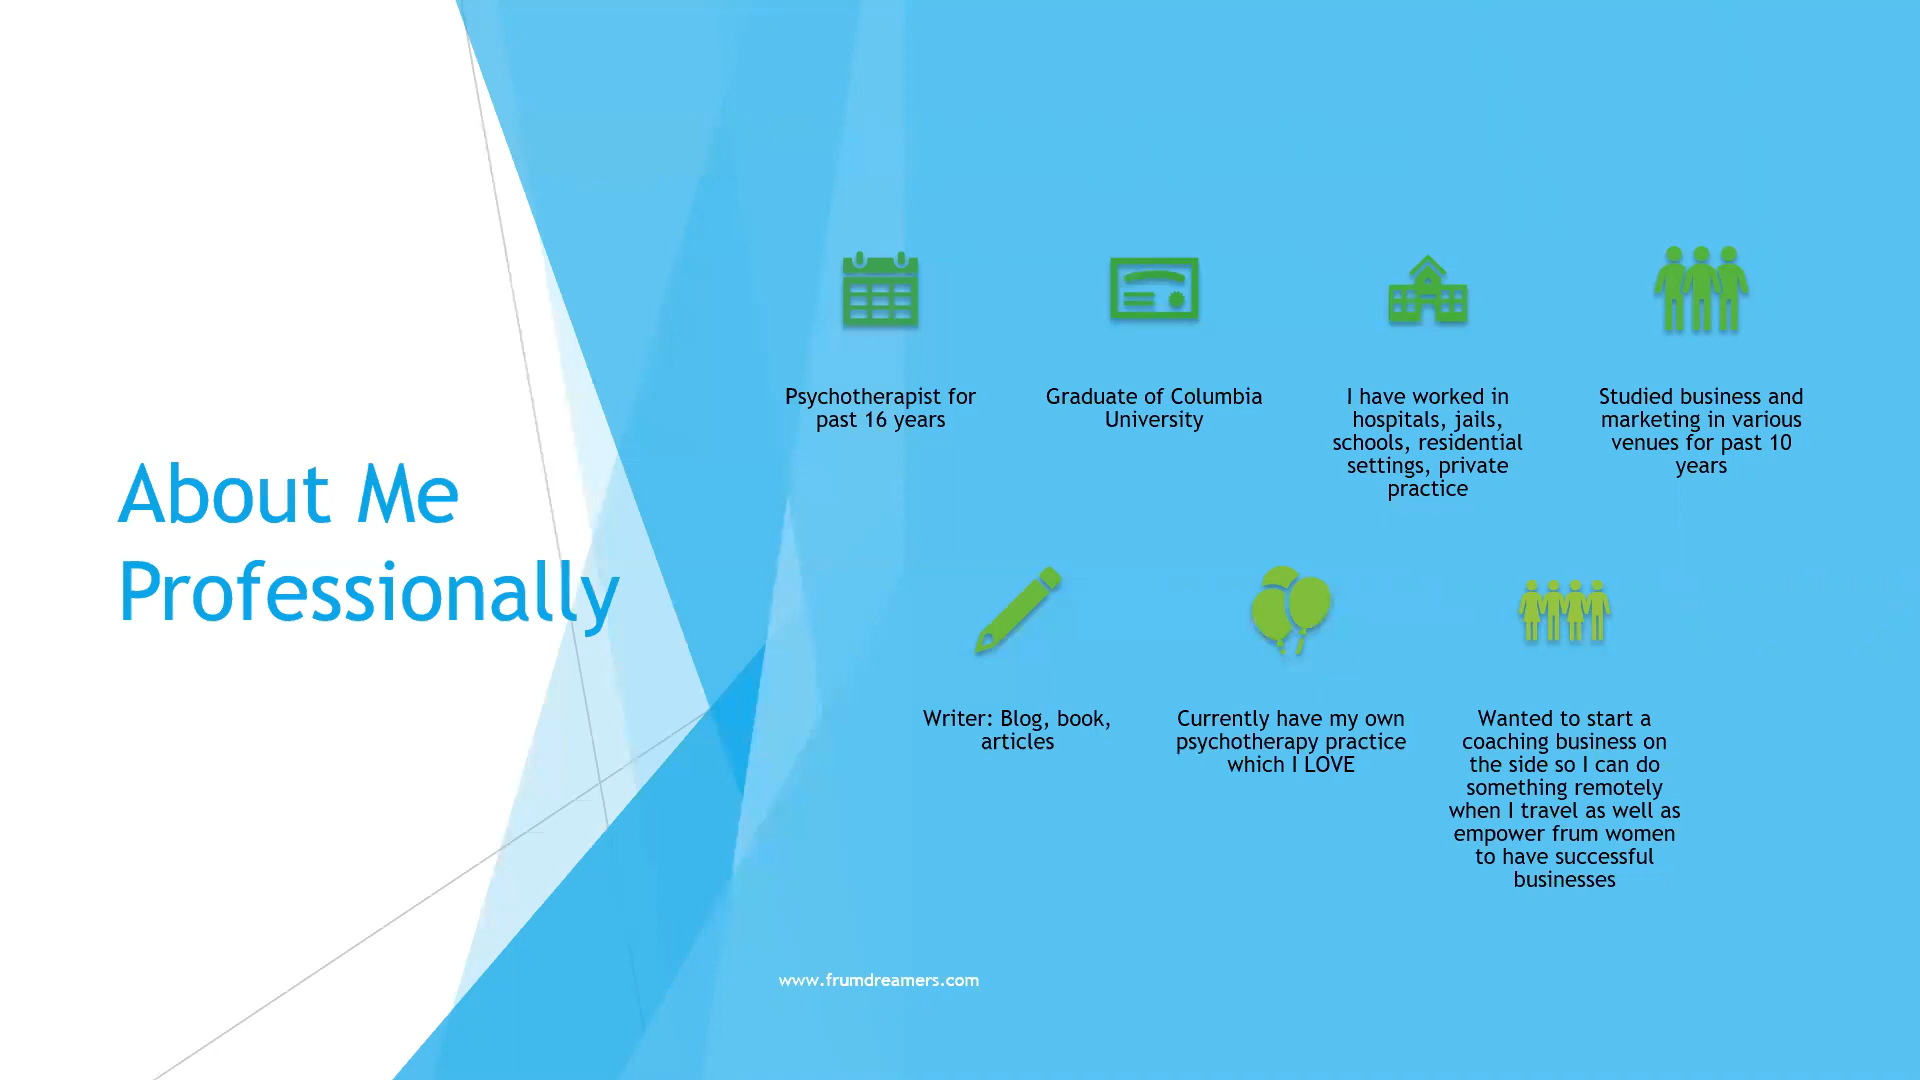 About Me
Professionally
Psychotherapist for
past 16 years
Graduate of Columbia
University
I have worked in
hospitals, jails,
schools, residential
settings, private
practice
Studied business and
marketing in various
venues for past 10
years
Writer: Blog, book,
articles
Currently have my own
psychotherapy practice
which I LOVE
Wanted to start a
coaching business on
the side so I can do
something remotely
when I travel as well as
empower frum women
to have successful
businesses
www.frumdreamers.com